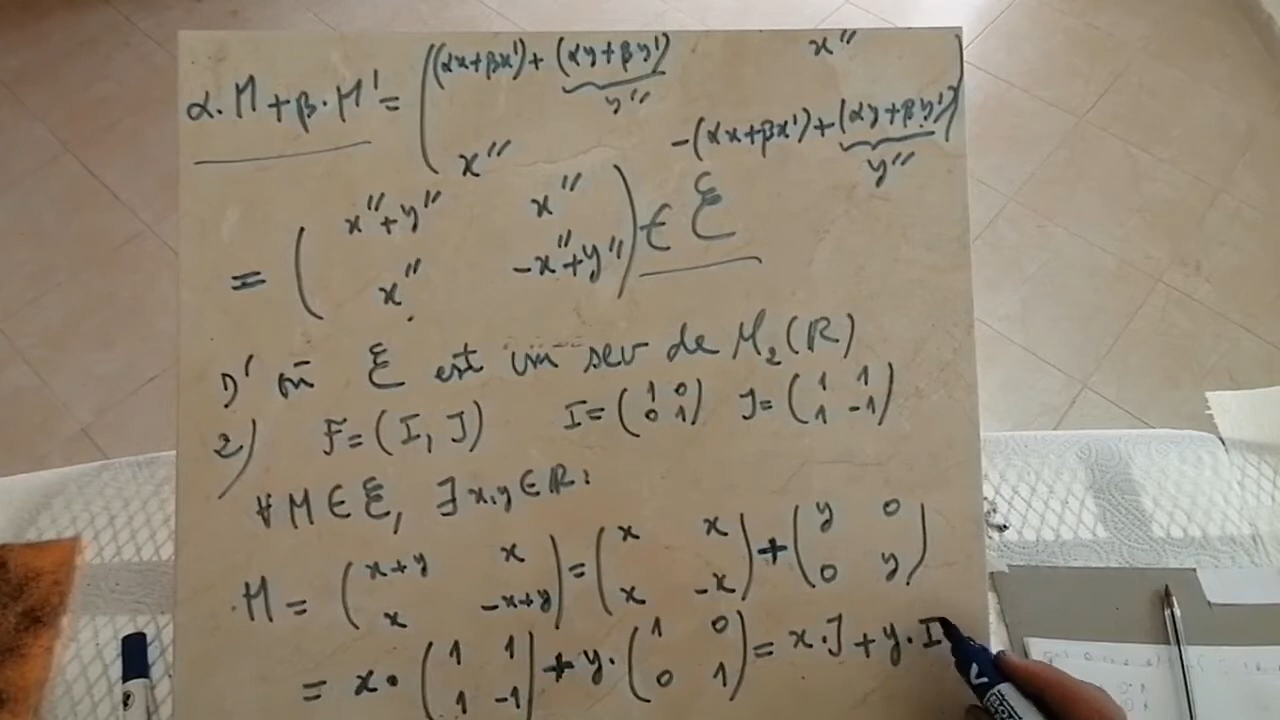 α.M + β.M' = ( (αx+βx') + (αy+βy') x''
y''
x'' -(αx+βx') + (αy+βy') )
y''
= ( x''+y'' x''
x'' -x''+y'' ) ∈ E
D'où E est un sev de M₂(R)
2) F = (I, J) I = ( 1 0
0 1 ) J = ( 1 1
1 -1 )
∀ M ∈ E, ∃ x,y ∈ R:
M = ( x+y x
x -x+y ) = ( x x
x -x ) + ( y 0
0 y )
= x. ( 1 1
1 -1 ) + y. ( 1 0
0 1 ) = x.J + y.I